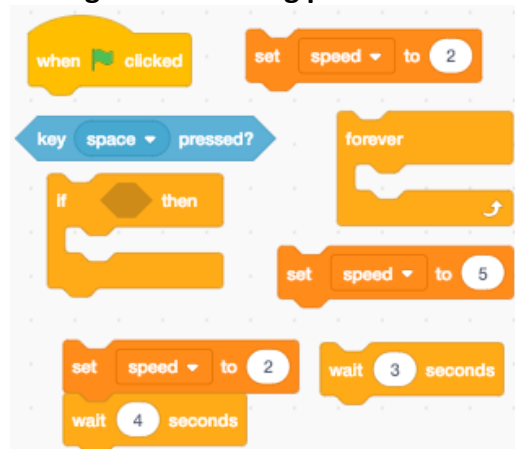 when clicked
set speed to 2
key space pressed?
forever
if then
set speed to 5
set speed to 2
wait 3 seconds
wait 4 seconds